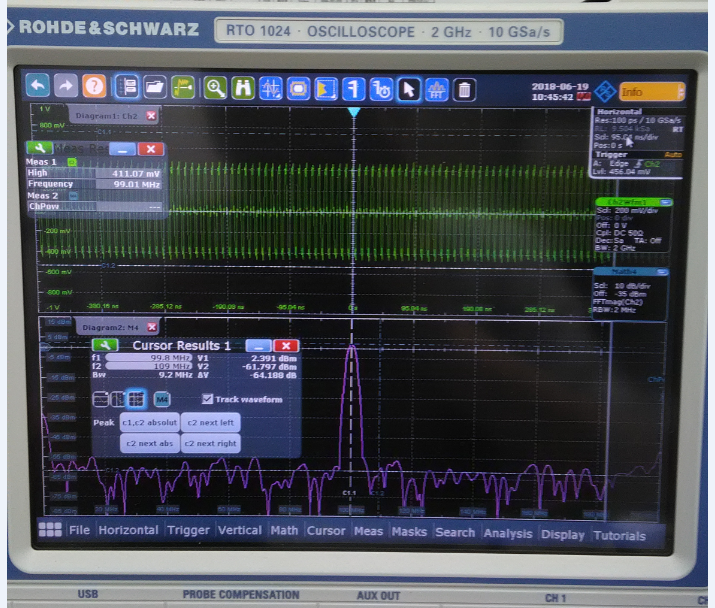 ROHDE&SCHWARZ
RTO 1024 · OSCILLOSCOPE · 2 GHz · 10 GSa/s
2018-06-19
10:45:42
Info
Diagram1: Ch2
1 V
800 mV
Horizontal
Res:100 ps / 10 GSa/s
RL: 9.504 kSa RT
Scl: 95.04 ns/div
Pos:0 s
Trigger Auto
A: Edge Ch2
Lvl: 456.04 mV
Meas 1
High 411.07 mV
Frequency 99.01 MHz
Meas 2
ChPow ---
Ch2Wfm1
Scl: 200 mV/div
Pos: 0 div
Off: 0 V
Cpl: DC 50Ω
Dec:Sa TA: Off
BW: 2 GHz
-200 mV
-400 mV
-600 mV
-800 mV
-1 V
-285.12 ns
-190.08 ns
-95.04 ns
95.04 ns
190.08 ns
285.12 ns
Math4
Scl: 10 dB/div
Off: -35 dBm
FFTmag(Ch2)
RBW:2 MHz
Diagram2: M4
Cursor Results 1
f1 99.8 MHz V1 2.391 dBm
f2 109 MHz V2 -61.797 dBm
Bw 9.2 MHz ΔV -64.188 dB
M4
Track waveform
Peak
c1,c2 absolut
c2 next left
c2 next abs
c2 next right
C1.1
C1.2
File Horizontal Trigger Vertical Math Cursor Meas Masks Search Analysis Display Tutorials
USB
PROBE COMPENSATION
AUX OUT
CH 1